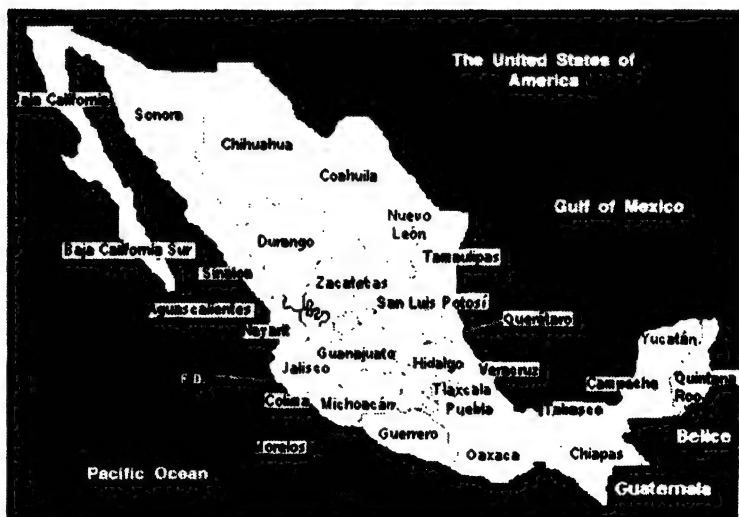 The United States of
America
Baja California
Sonora
Chihuahua
Coahuila
Gulf of Mexico
Nuevo
León
Baja California Sur
Durango
Tamaulipas
Sinaloa
Zacatecas
Aguascalientes
San Luis Potosí
Querétaro
Nayarit
Yucatán
Guanajuato
Hidalgo
Veracruz
Jalisco
Campeche
Quintana
Roo
F.D.
Tlaxcala
Colima
Michoacán
Puebla
Tabasco
Guerrero
Belice
Morelos
Oaxaca
Chiapas
Pacific Ocean
Guatemala